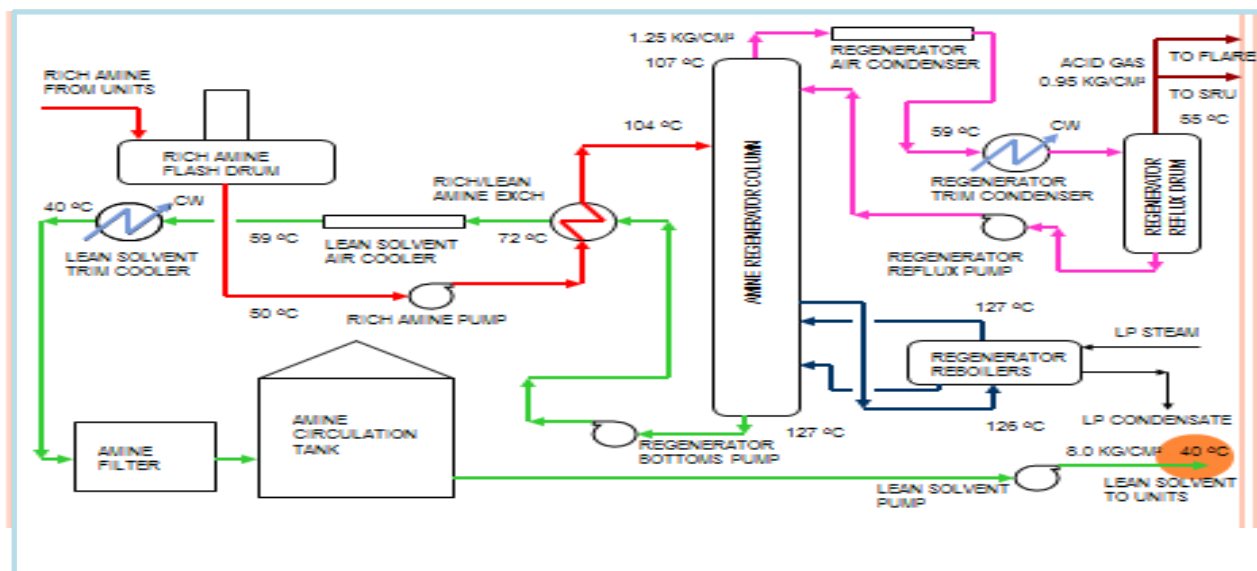 1.25 KG/CM²
107 ºC
REGENERATOR
AIR CONDENSER
ACID GAS
0.95 KG/CM²
TO FLARE
TO SRU
55 ºC
RICH AMINE
FROM UNITS
RICH AMINE
FLASH DRUM
104 ºC
59 ºC
CW
REGENERATOR
TRIM CONDENSER
REGENERATOR
REFLUX DRUM
RICH/LEAN
AMINE EXCH
40 ºC
CW
59 ºC
LEAN SOLVENT
AIR COOLER
72 ºC
LEAN SOLVENT
TRIM COOLER
AMINE REGENERATOR COLUMN
REGENERATOR
REFLUX PUMP
50 ºC
RICH AMINE PUMP
127 ºC
LP STEAM
REGENERATOR
REBOILERS
AMINE
CIRCULATION
TANK
AMINE
FILTER
REGENERATOR
BOTTOMS PUMP
127 ºC
126 ºC
LP CONDENSATE
8.0 KG/CM²
40 ºC
LEAN SOLVENT
PUMP
LEAN SOLVENT
TO UNITS